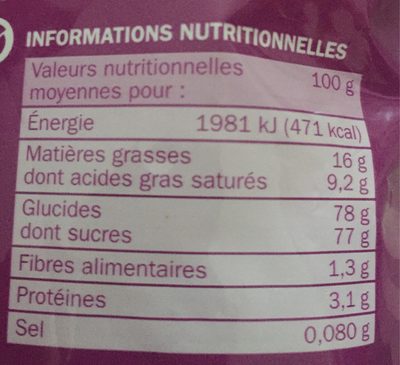 INFORMATIONS NUTRITIONNELLES
Valeurs nutritionnelles
moyennes pour : 100 g
Énergie 1981 kJ (471 kcal)
Matières grasses 16 g
dont acides gras saturés 9,2 g
Glucides 78 g
dont sucres 77 g
Fibres alimentaires 1,3 g
Protéines 3,1 g
Sel 0,080 g